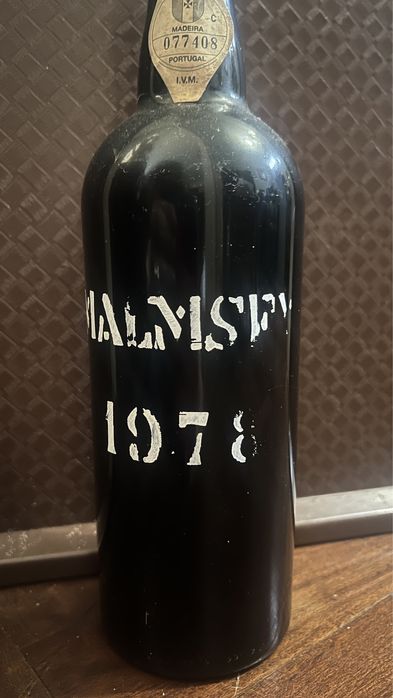 -C
MADEIRA
077408
PORTUGAL
I.V.M.
MALMSEY
1978